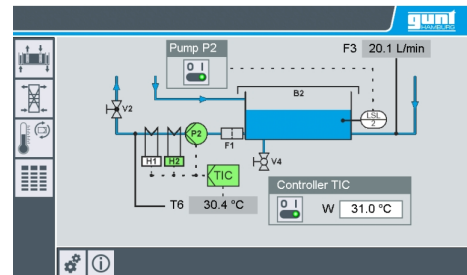 gunt
HAMBURG
Pump P2
0 I
F3 20.1 L/min
B2
V2
LSL
2
P2
F1
V4
H1 H2
TIC
Controller TIC
0 I
W 31.0 °C
T6 30.4 °C